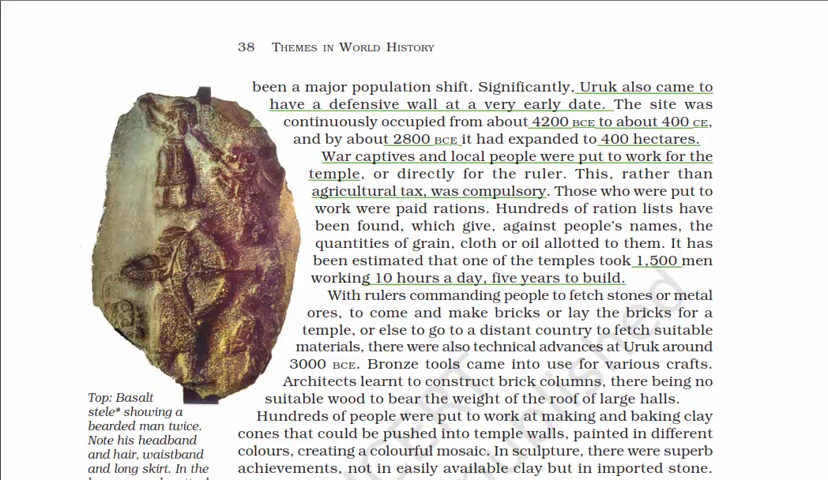 38 THEMES IN WORLD HISTORY
been a major population shift. Significantly, Uruk also came to
have a defensive wall at a very early date. The site was
continuously occupied from about 4200 BCE to about 400 CE,
and by about 2800 BCE it had expanded to 400 hectares.
War captives and local people were put to work for the
temple, or directly for the ruler. This, rather than
agricultural tax, was compulsory. Those who were put to
work were paid rations. Hundreds of ration lists have
been found, which give, against people's names, the
quantities of grain, cloth or oil allotted to them. It has
been estimated that one of the temples took 1,500 men
working 10 hours a day, five years to build.
With rulers commanding people to fetch stones or metal
ores, to come and make bricks or lay the bricks for a
temple, or else to go to a distant country to fetch suitable
materials, there were also technical advances at Uruk around
3000 BCE. Bronze tools came into use for various crafts.
Architects learnt to construct brick columns, there being no
suitable wood to bear the weight of the roof of large halls.
Hundreds of people were put to work at making and baking clay
cones that could be pushed into temple walls, painted in different
colours, creating a colourful mosaic. In sculpture, there were superb
achievements, not in easily available clay but in imported stone.
Top: Basalt
stele* showing a
bearded man twice.
Note his headband
and hair, waistband
and long skirt. In the
NCERT
published